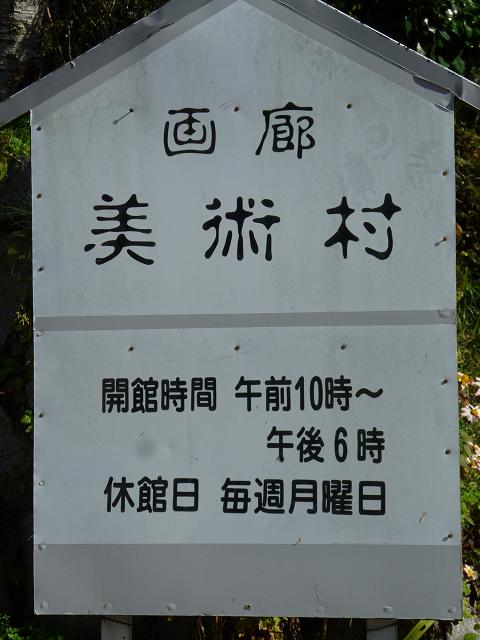 画廊
美術村
開館時間 午前10時〜
午後6時
休館日 毎週月曜日